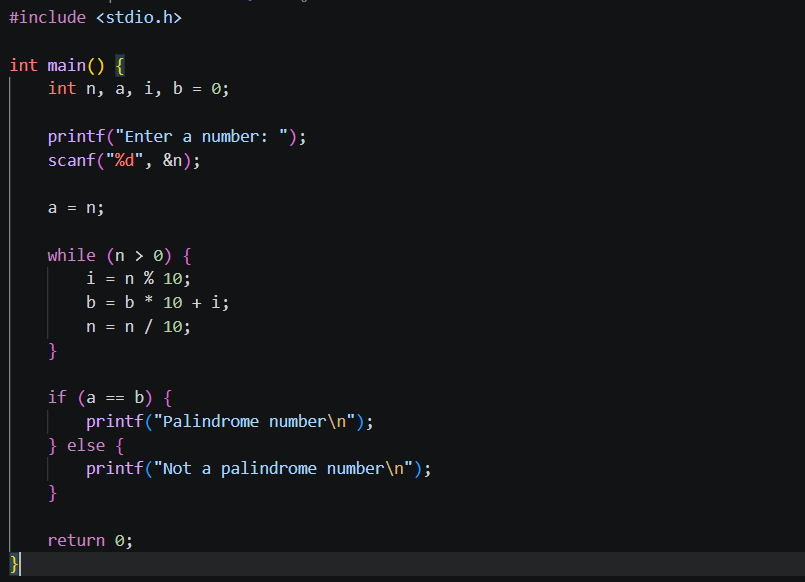 #include <stdio.h>

int main() {
    int n, a, i, b = 0;

    printf("Enter a number: ");
    scanf("%d", &n);

    a = n;

    while (n > 0) {
        i = n % 10;
        b = b * 10 + i;
        n = n / 10;
    }

    if (a == b) {
        printf("Palindrome number\n");
    } else {
        printf("Not a palindrome number\n");
    }

    return 0;
}